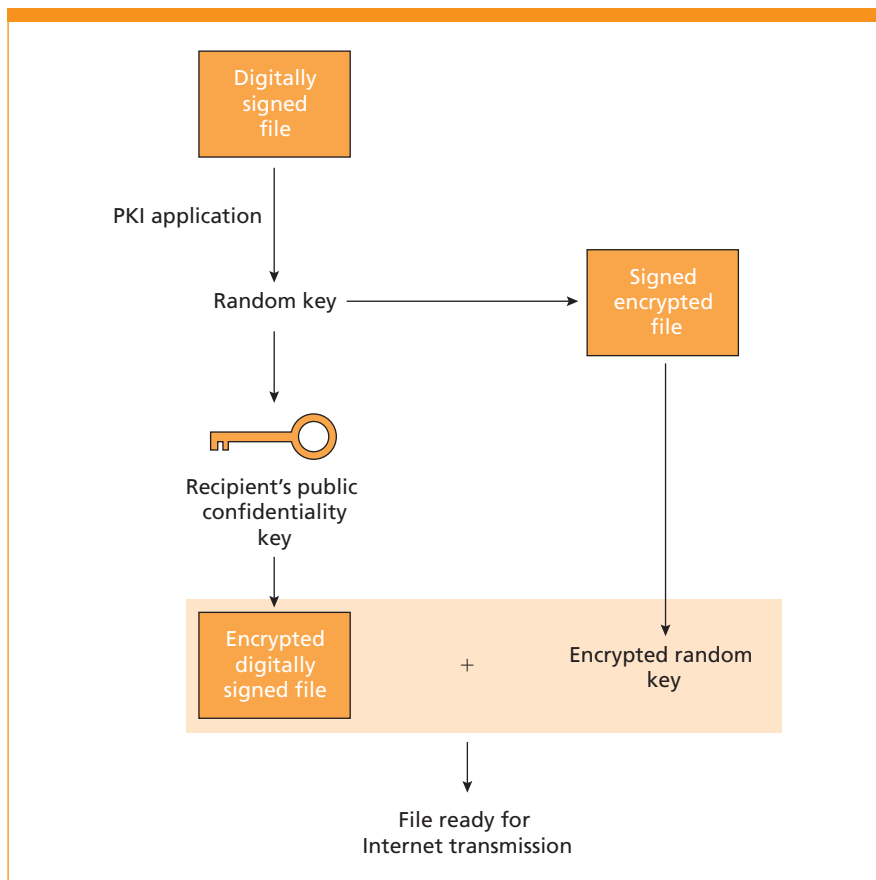 Digitally
signed
file
PKI application
Random key
Signed
encrypted
file
Recipient's public
confidentiality
key
Encrypted
digitally
signed file
+
Encrypted random
key
File ready for
Internet transmission